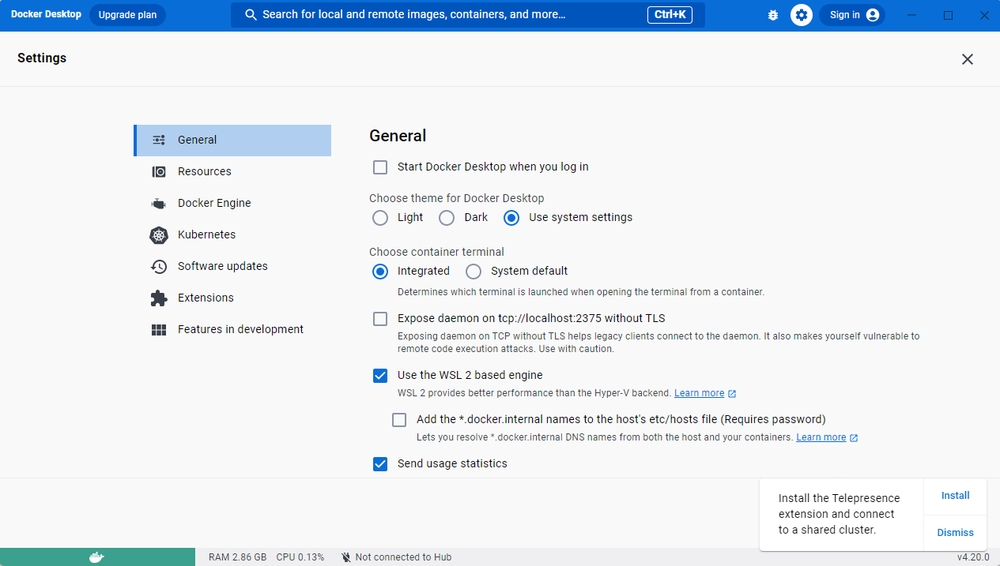 Docker Desktop
Upgrade plan
Search for local and remote images, containers, and more...
Ctrl+K
Sign in
Settings
General
Resources
Docker Engine
Kubernetes
Software updates
Extensions
Features in development
General
Start Docker Desktop when you log in
Choose theme for Docker Desktop
Light
Dark
Use system settings
Choose container terminal
Integrated
System default
Determines which terminal is launched when opening the terminal from a container.
Expose daemon on tcp://localhost:2375 without TLS
Exposing daemon on TCP without TLS helps legacy clients connect to the daemon. It also makes yourself vulnerable to
remote code execution attacks. Use with caution.
Use the WSL 2 based engine
WSL 2 provides better performance than the Hyper-V backend. Learn more
Add the *.docker.internal names to the host's etc/hosts file (Requires password)
Lets you resolve *.docker.internal DNS names from both the host and your containers. Learn more
Send usage statistics
Install the Telepresence
extension and connect
to a shared cluster.
Install
Dismiss
RAM 2.86 GB
CPU 0.13%
Not connected to Hub
v4.20.0